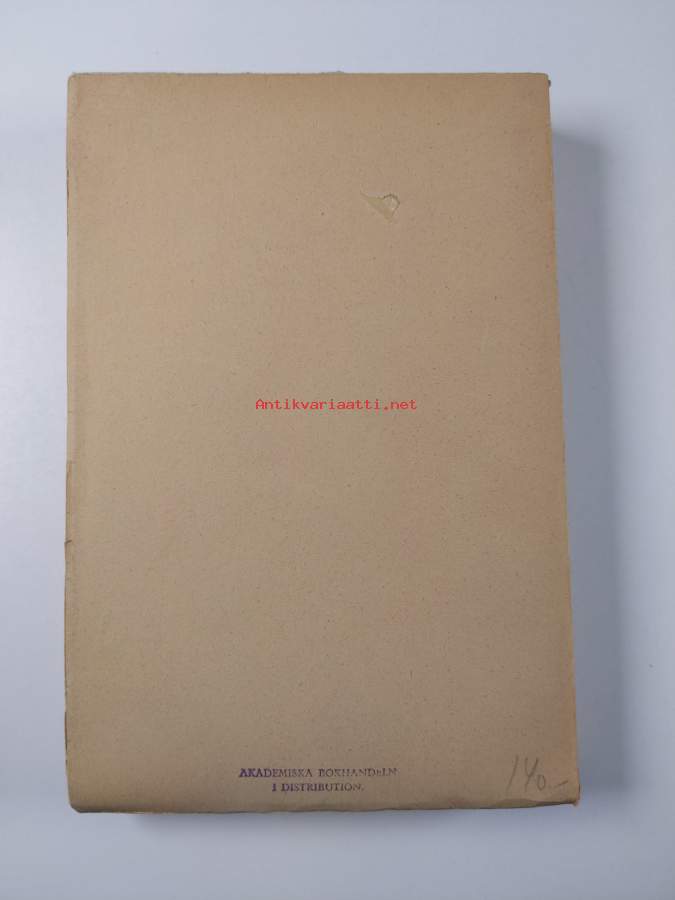 Antikvariaatti.net
AKADEMISKA BOKHANDELN
I DISTRIBUTION.
140.–